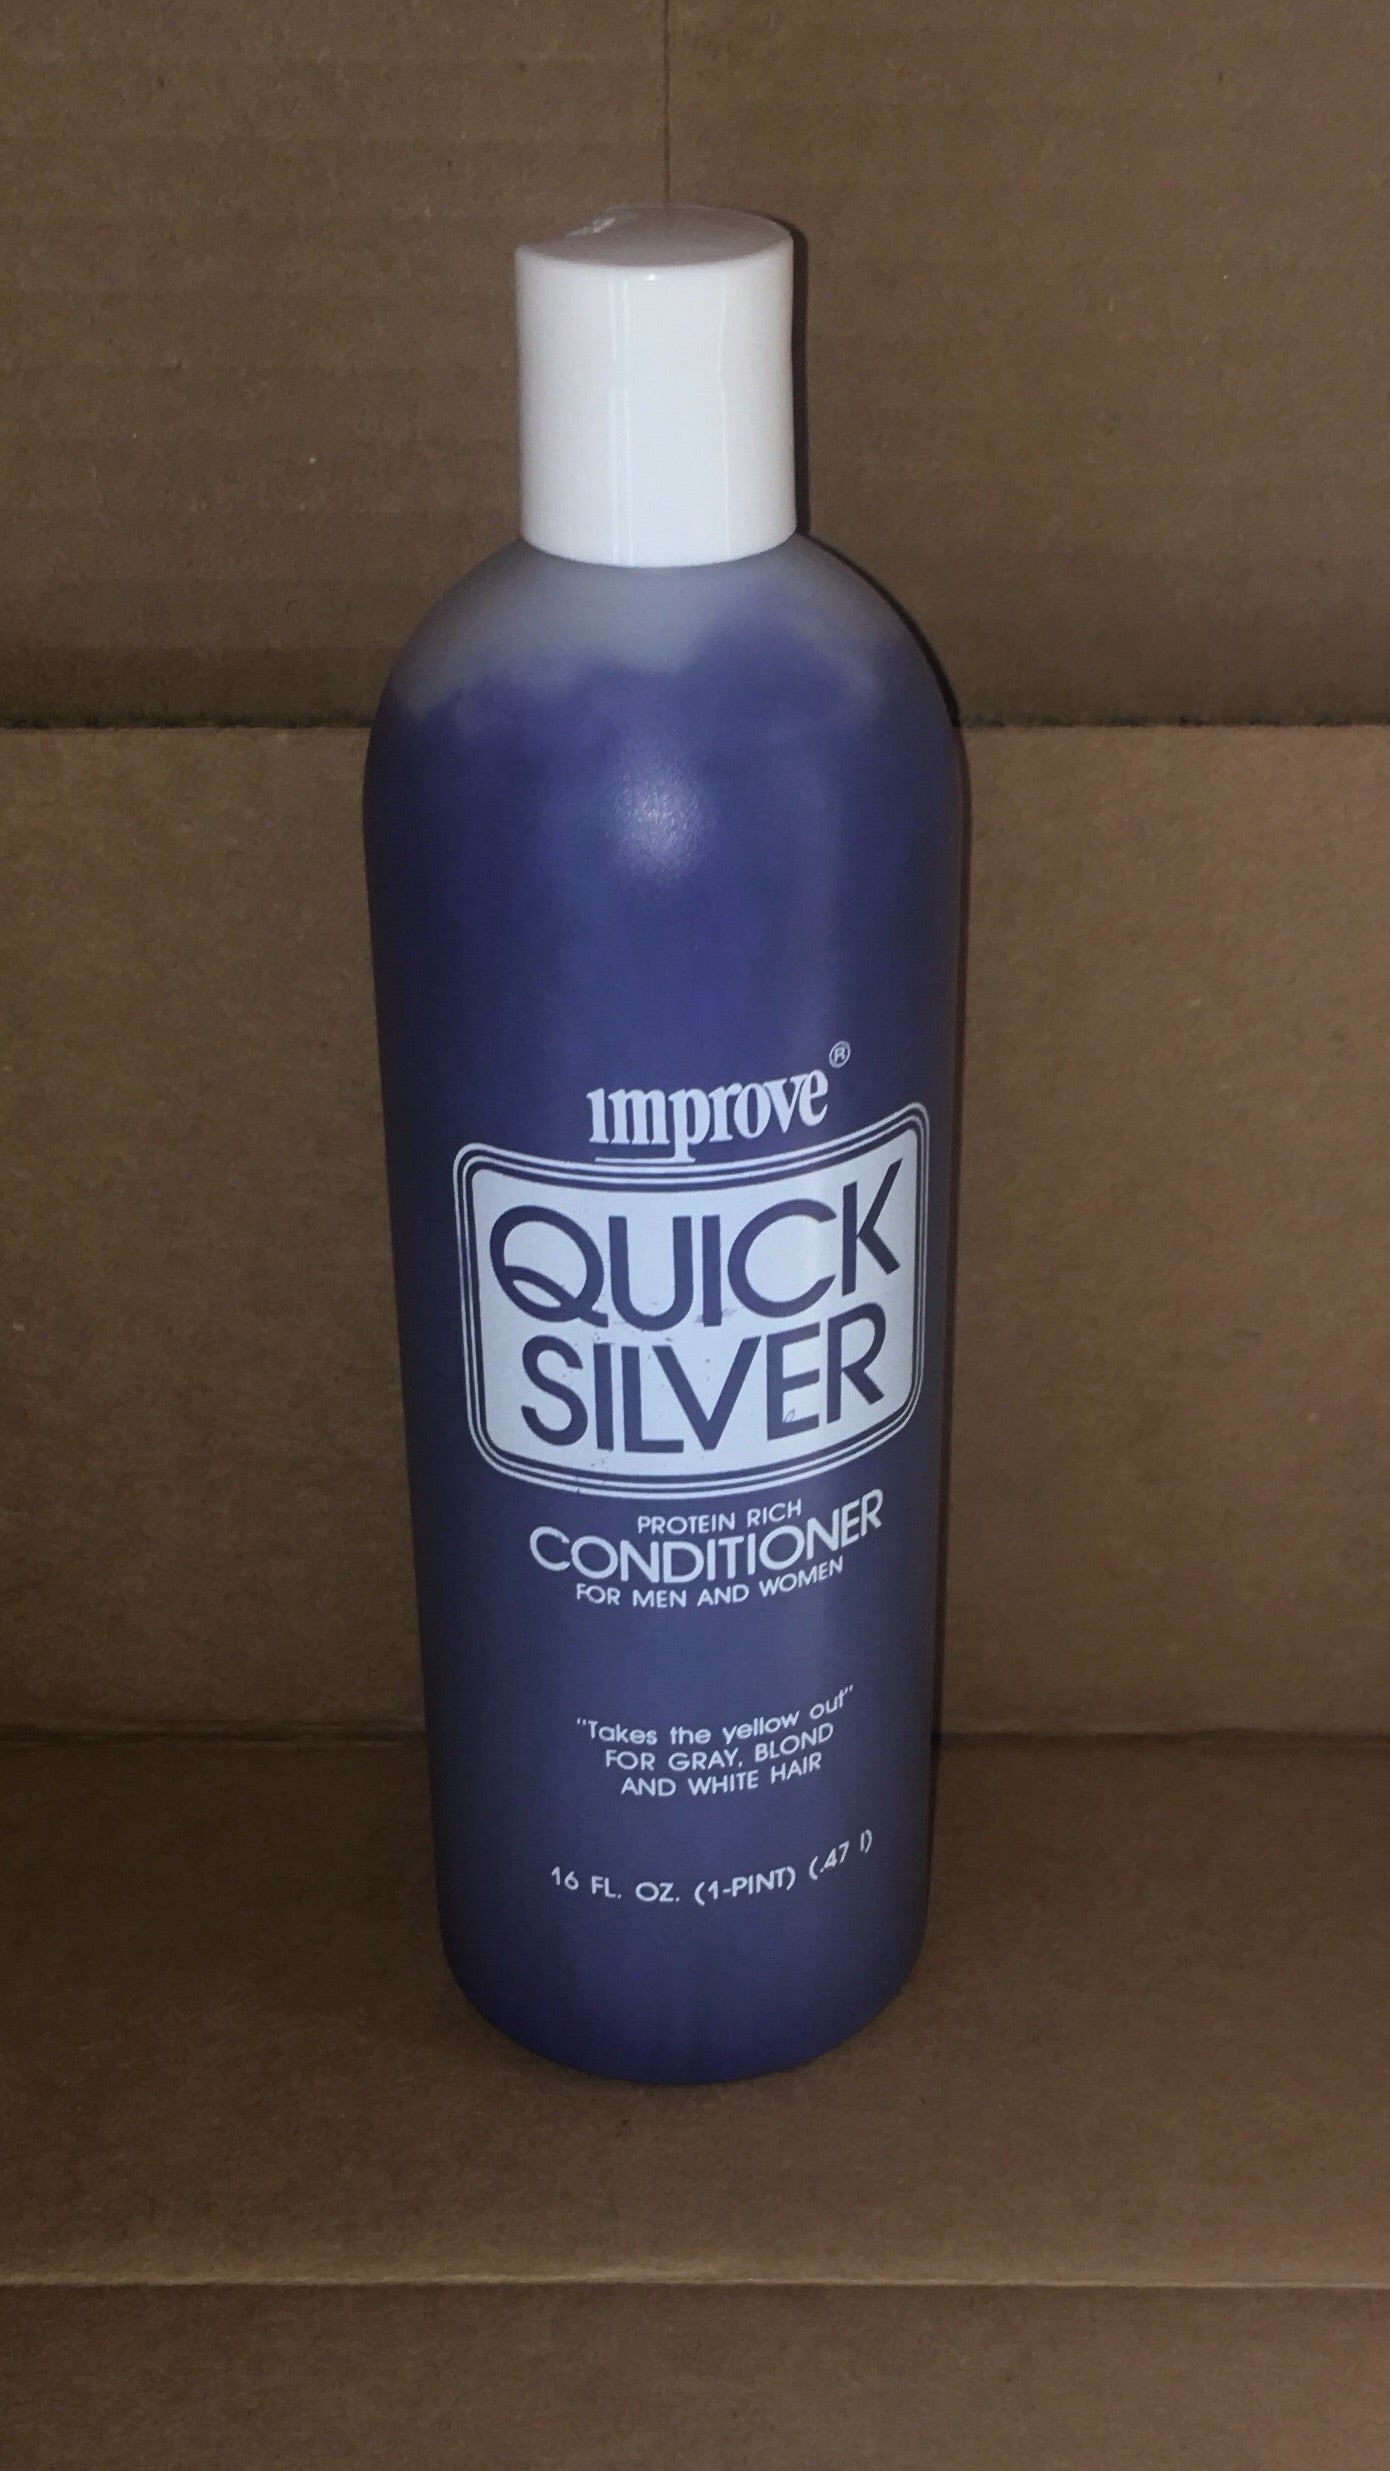 improve®
QUICK
SILVER
PROTEIN RICH
CONDITIONER
FOR MEN AND WOMEN
"Takes the yellow out"
FOR GRAY, BLOND
AND WHITE HAIR
16 FL. OZ. (1-PINT) (.47 l)